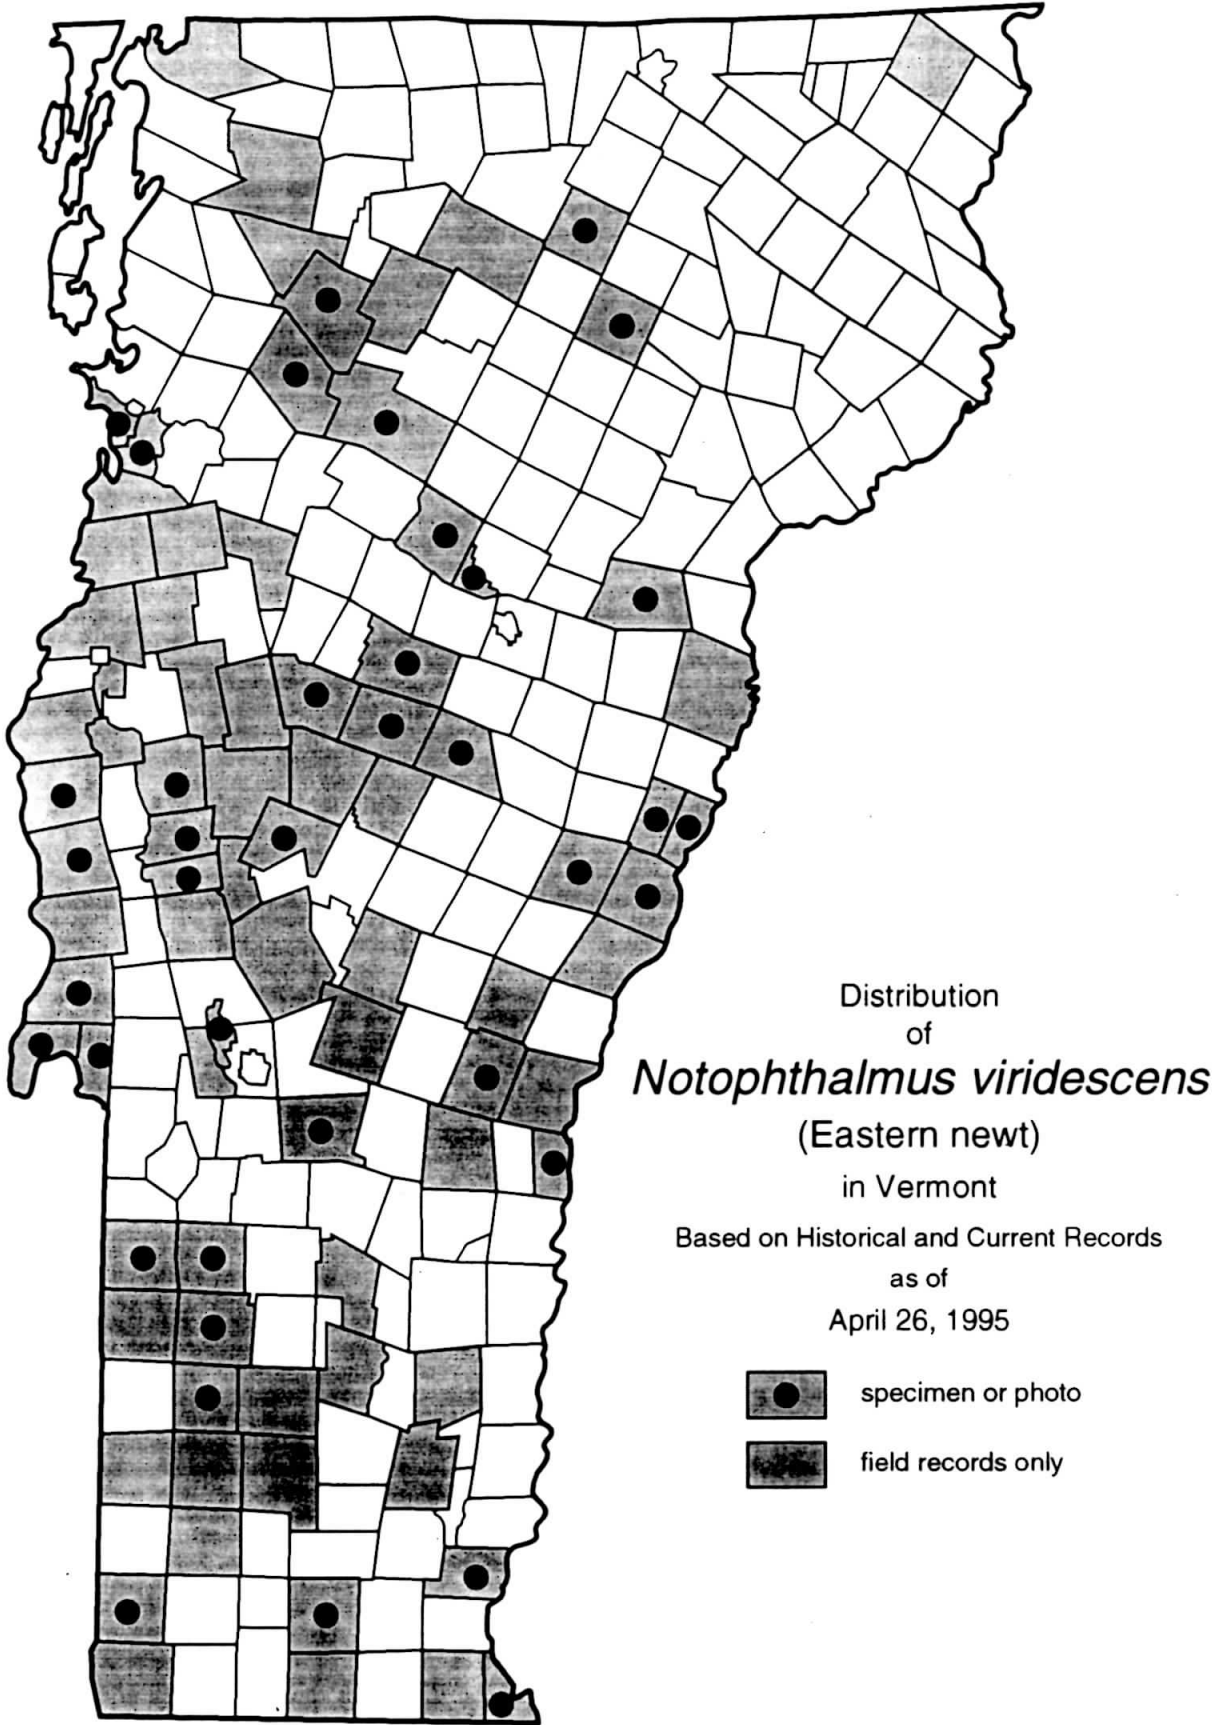 Distribution
of
Notophthalmus viridescens
(Eastern newt)
in Vermont
Based on Historical and Current Records
as of
April 26, 1995
specimen or photo
field records only